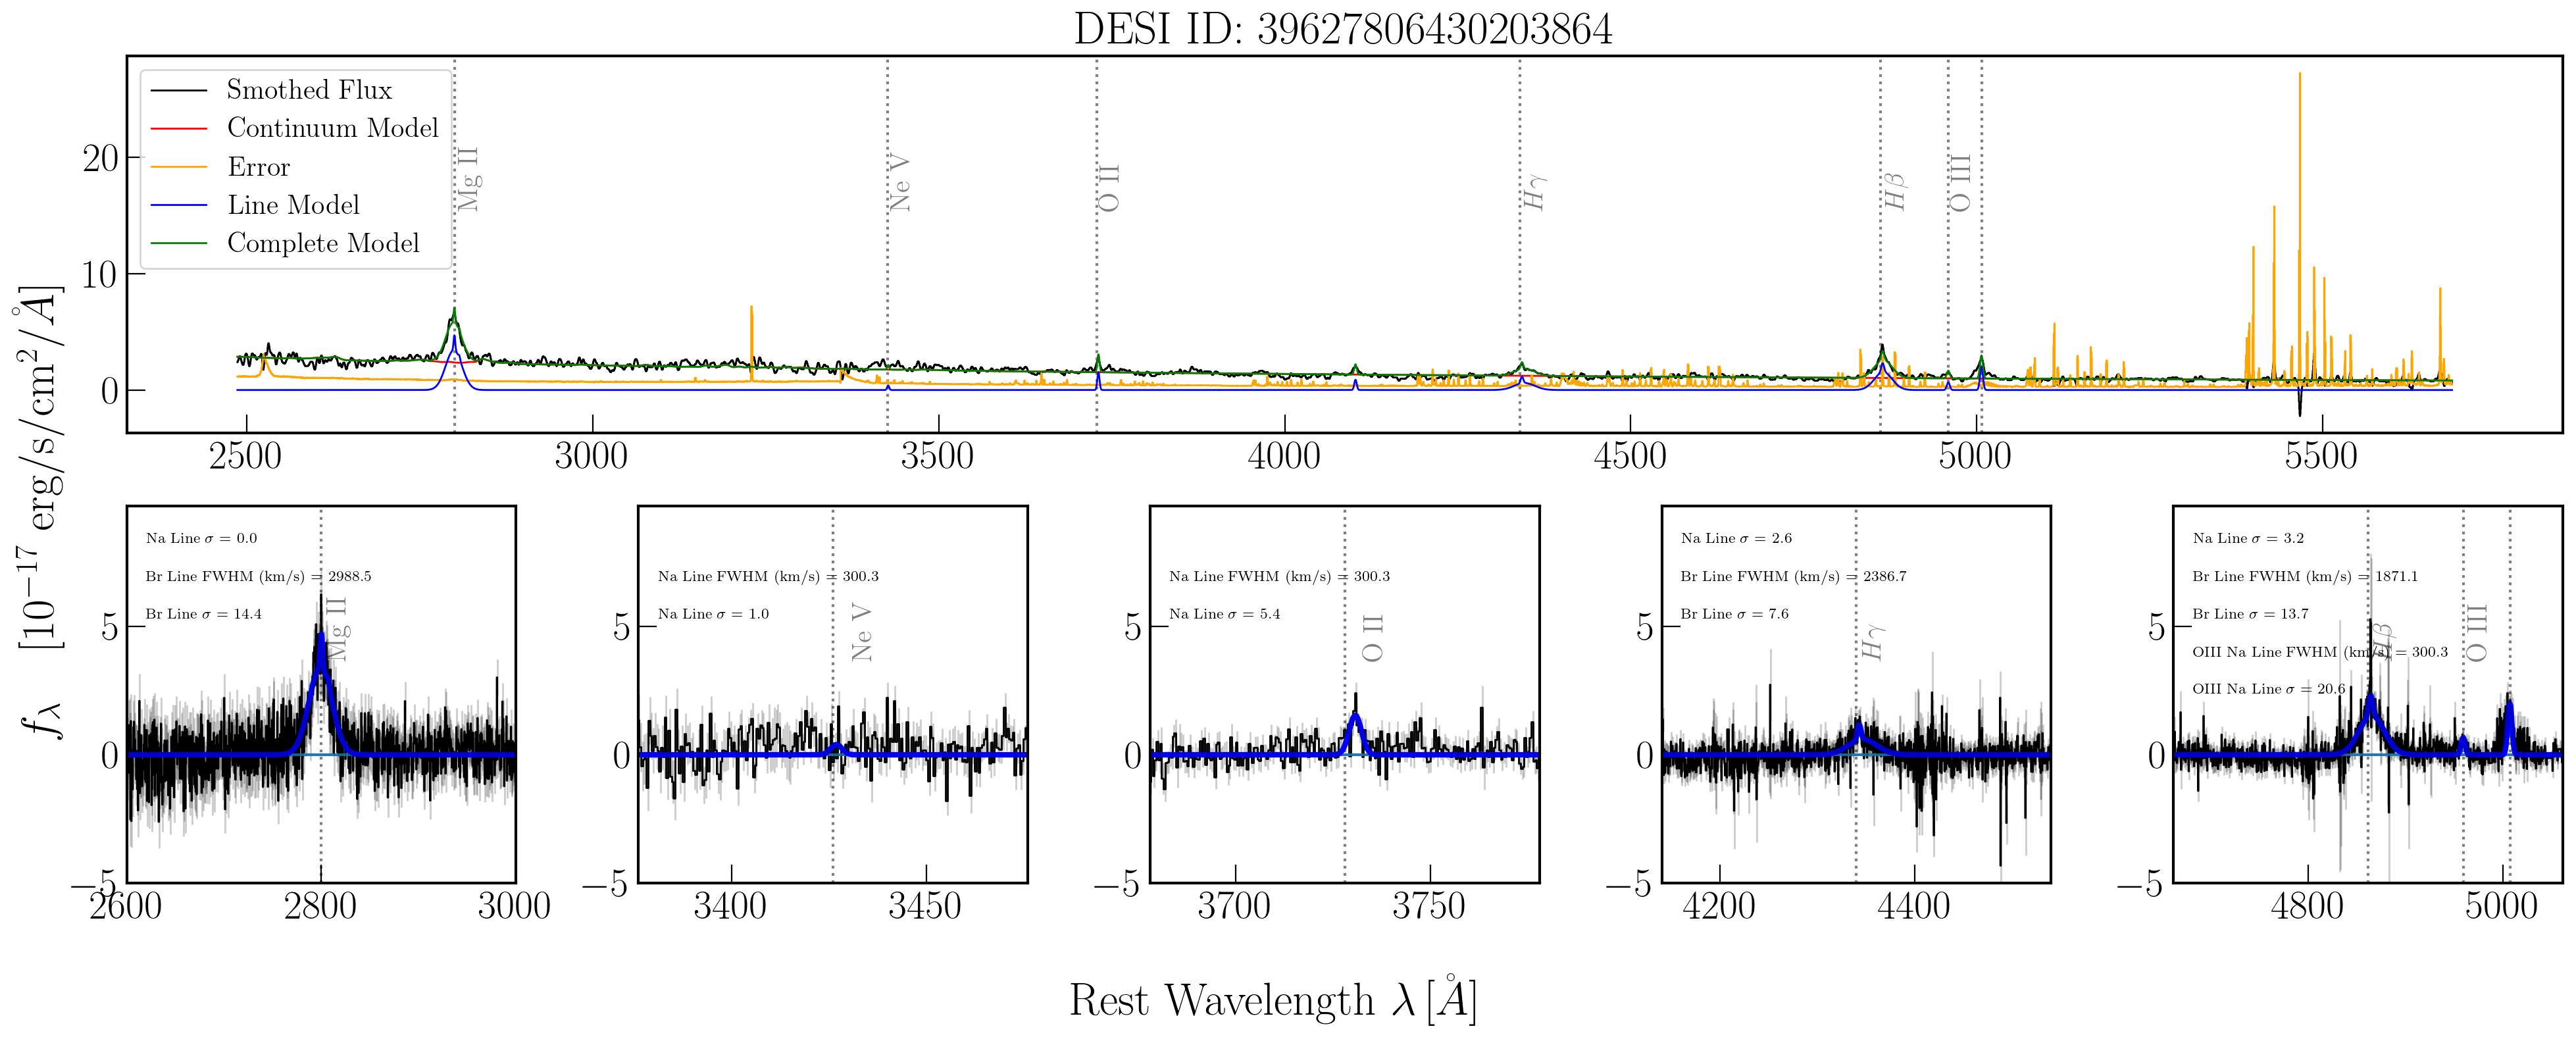 DESI ID: 39627806430203864
Smothed Flux
Continuum Model
Error
Line Model
Complete Model
Mg II
Ne V
O II
Hγ
Hβ
O III
20
10
0
2500 3000 3500 4000 4500 5000 5500
f_λ [10^−17 erg/s/cm^2/Å]
Na Line σ = 0.0
Br Line FWHM (km/s) = 2988.5
Br Line σ = 14.4
Mg II
5
0
−5
2600 2800 3000
Na Line FWHM (km/s) = 300.3
Na Line σ = 1.0
Ne V
5
0
−5
3400 3450
Na Line FWHM (km/s) = 300.3
Na Line σ = 5.4
O II
5
0
−5
3700 3750
Na Line σ = 2.6
Br Line FWHM (km/s) = 2386.7
Br Line σ = 7.6
Hγ
5
0
−5
4200 4400
Na Line σ = 3.2
Br Line FWHM (km/s) = 1871.1
Br Line σ = 13.7
OIII Na Line FWHM (km/s) = 300.3
OIII Na Line σ = 20.6
Hβ
O III
5
0
−5
4800 5000
Rest Wavelength λ [Å]